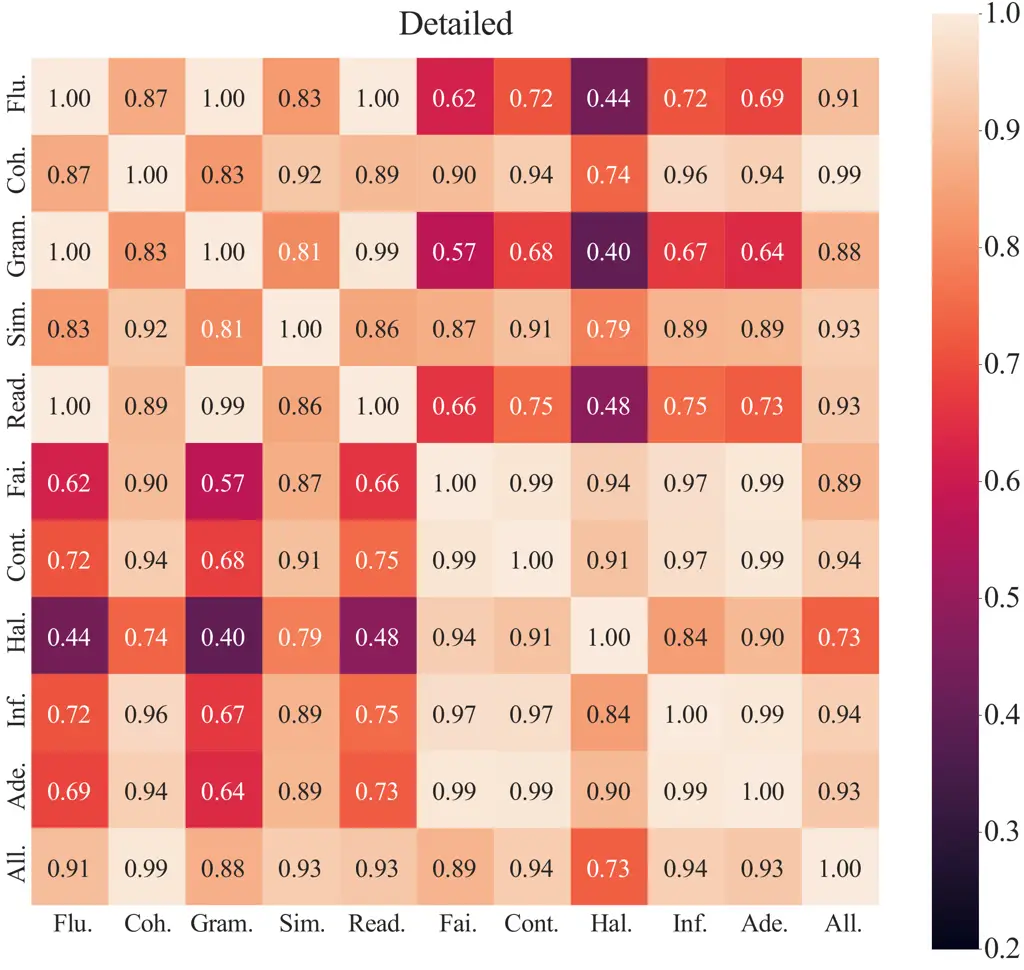 Detailed
Flu. 1.00 0.87 1.00 0.83 1.00 0.62 0.72 0.44 0.72 0.69 0.91
Coh. 0.87 1.00 0.83 0.92 0.89 0.90 0.94 0.74 0.96 0.94 0.99
Gram. 1.00 0.83 1.00 0.81 0.99 0.57 0.68 0.40 0.67 0.64 0.88
Sim. 0.83 0.92 0.81 1.00 0.86 0.87 0.91 0.79 0.89 0.89 0.93
Read. 1.00 0.89 0.99 0.86 1.00 0.66 0.75 0.48 0.75 0.73 0.93
Fai. 0.62 0.90 0.57 0.87 0.66 1.00 0.99 0.94 0.97 0.99 0.89
Cont. 0.72 0.94 0.68 0.91 0.75 0.99 1.00 0.91 0.97 0.99 0.94
Hal. 0.44 0.74 0.40 0.79 0.48 0.94 0.91 1.00 0.84 0.90 0.73
Inf. 0.72 0.96 0.67 0.89 0.75 0.97 0.97 0.84 1.00 0.99 0.94
Ade. 0.69 0.94 0.64 0.89 0.73 0.99 0.99 0.90 0.99 1.00 0.93
All. 0.91 0.99 0.88 0.93 0.93 0.89 0.94 0.73 0.94 0.93 1.00
Flu. Coh. Gram. Sim. Read. Fai. Cont. Hal. Inf. Ade. All.
1.0
0.9
0.8
0.7
0.6
0.5
0.4
0.3
0.2